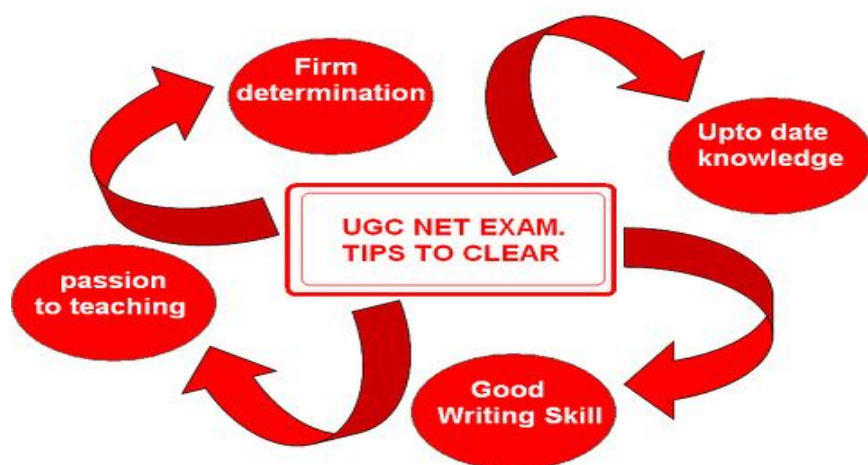 Firm
determination
Upto date
knowledge
UGC NET EXAM.
TIPS TO CLEAR
passion
to teaching
Good
Writing Skill